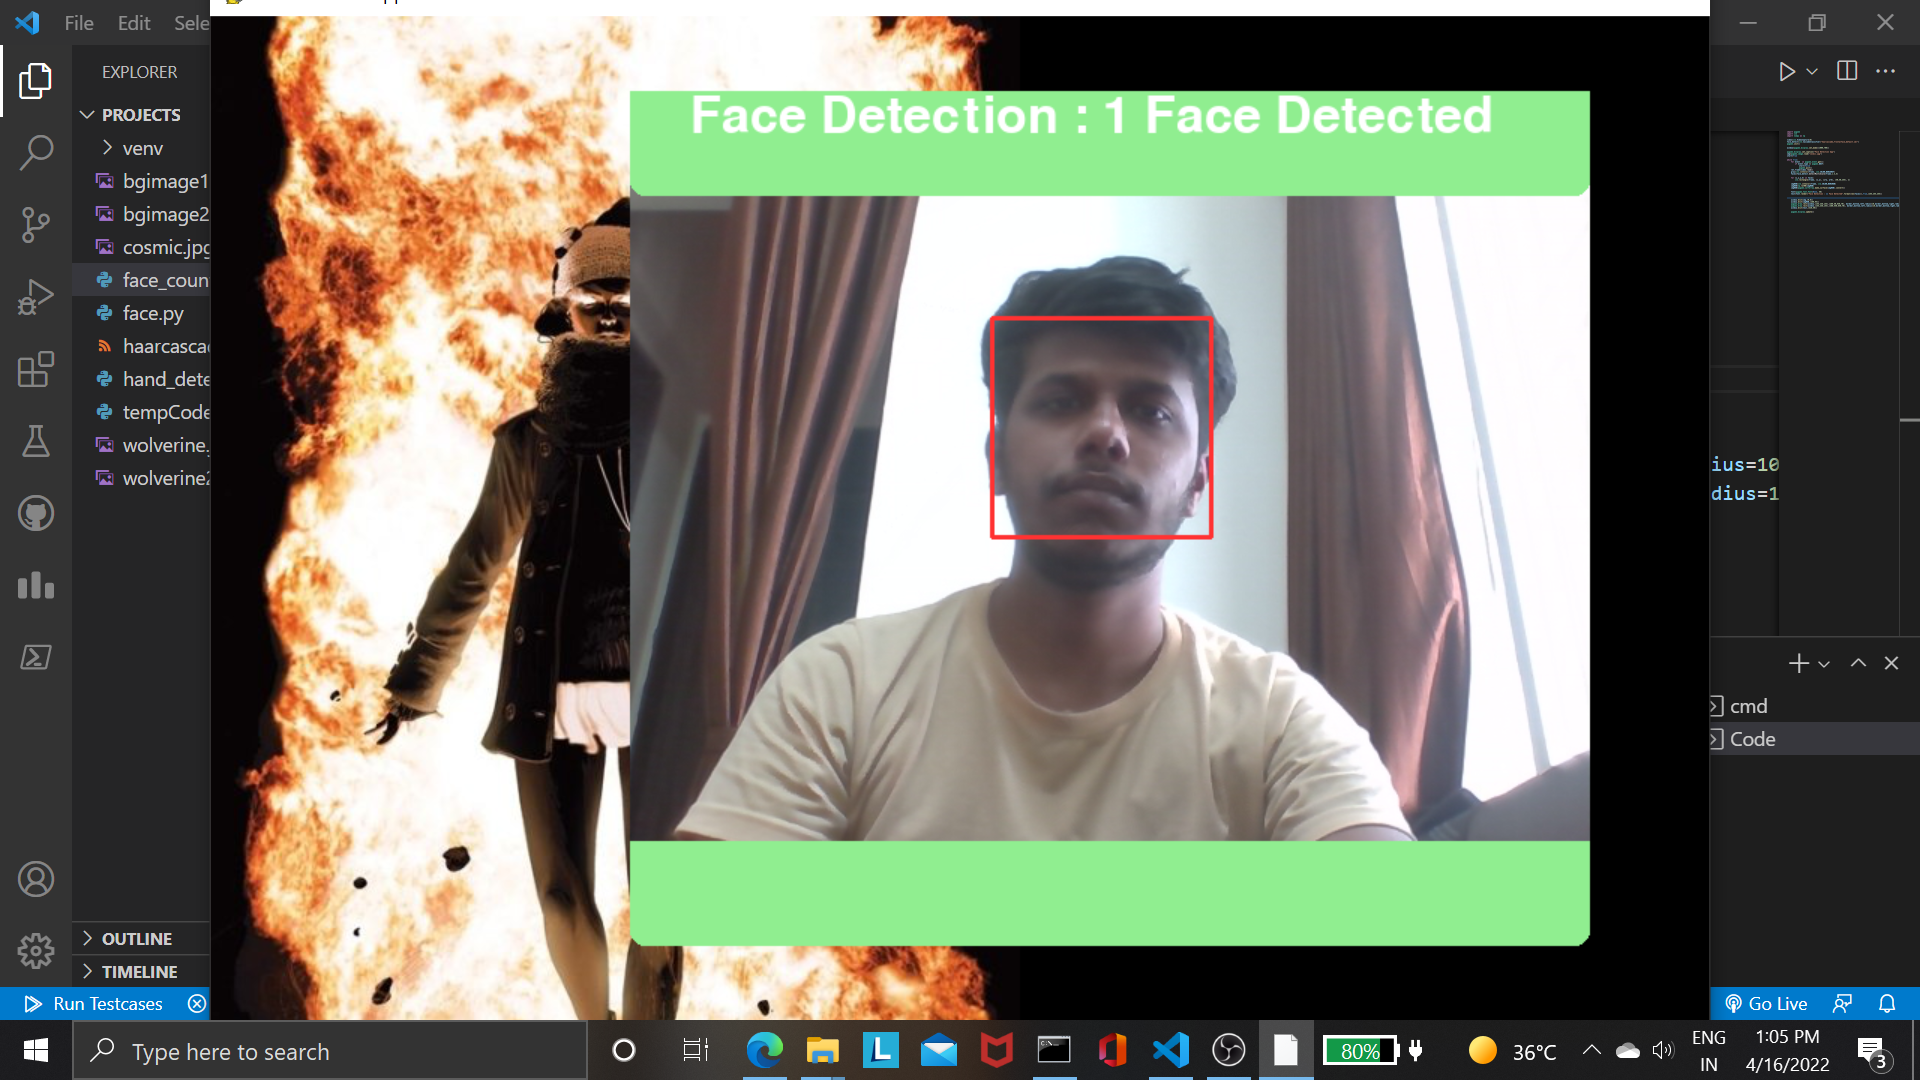 File Edit Sele
EXPLORER
PROJECTS
venv
bgimage1
bgimage2
cosmic.jpg
face_coun
face.py
haarcasca
hand_dete
tempCode
wolverine.
wolverine2
OUTLINE
TIMELINE
Run Testcases
Face Detection : 1 Face Detected
ius=10
dius=1
cmd
Code
Go Live
Type here to search
L
80%
36°C
ENG
IN
1:05 PM
4/16/2022
3